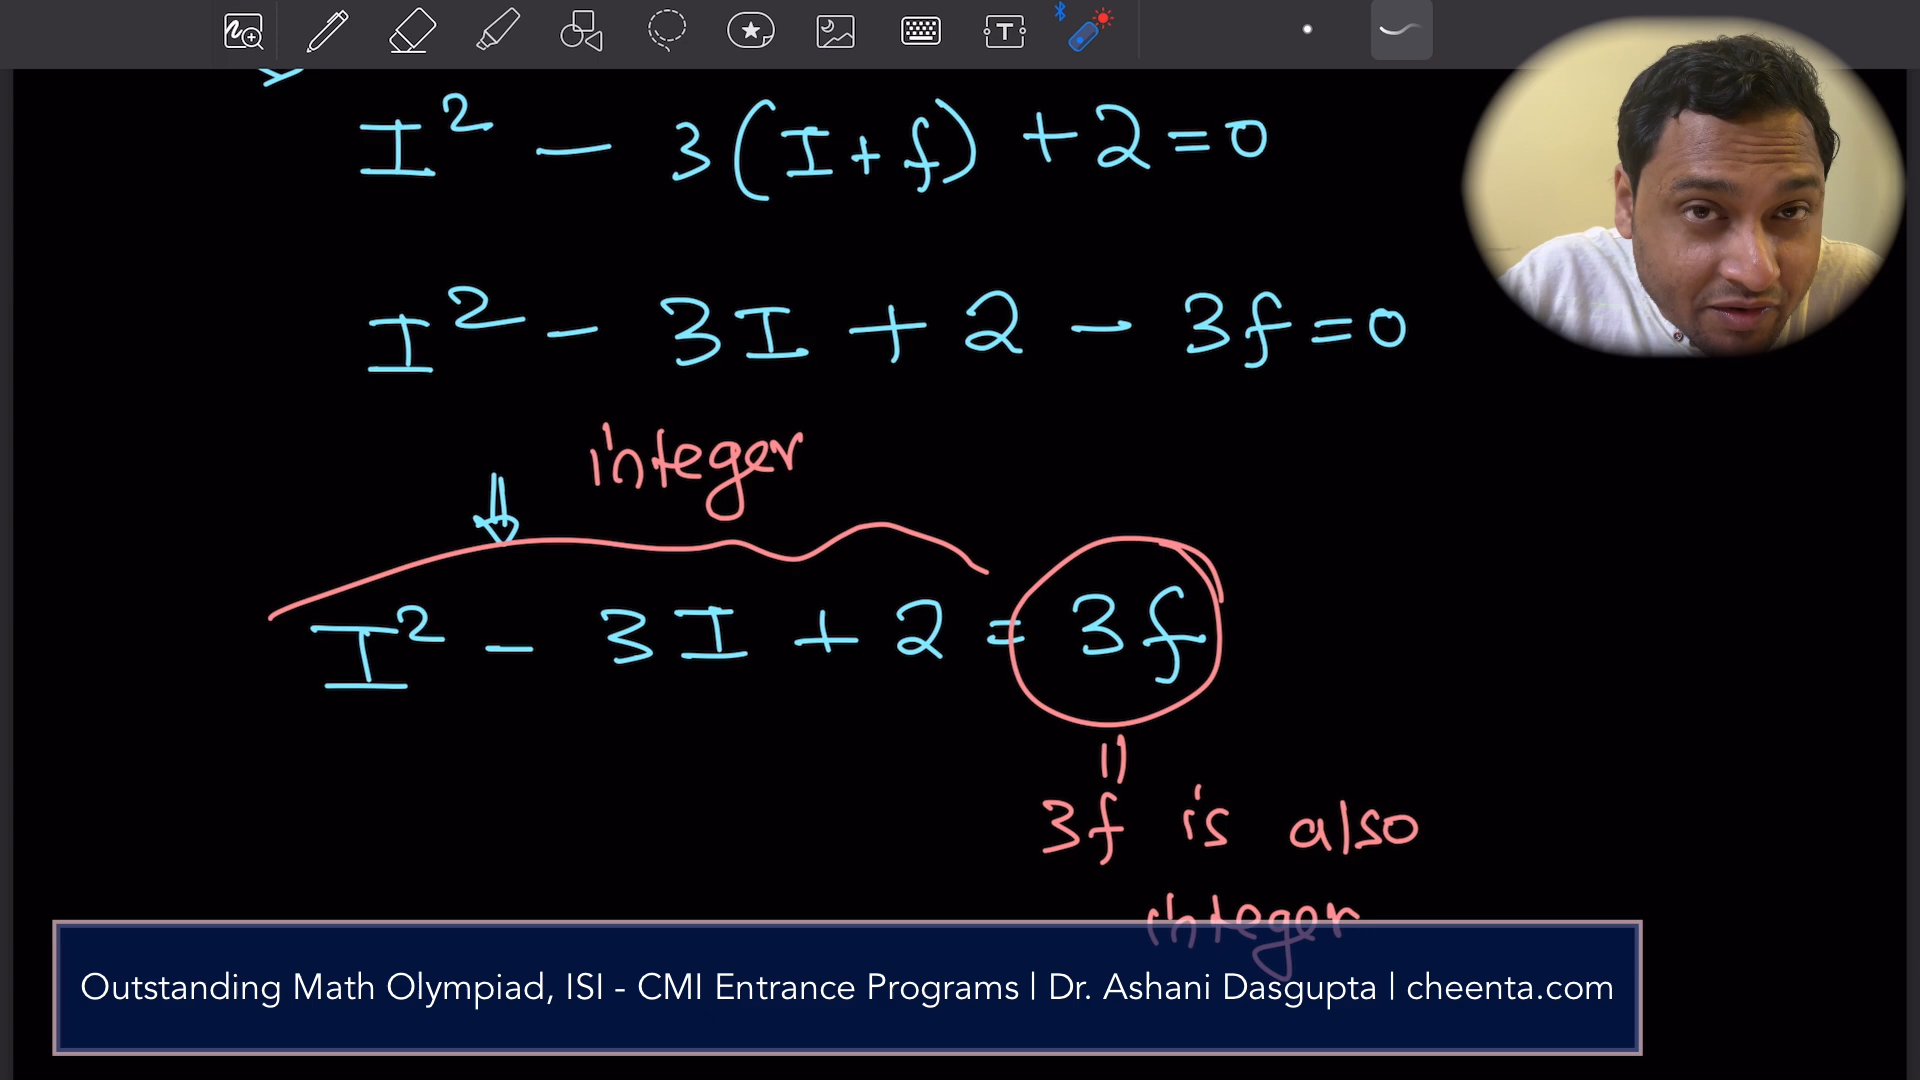 I² - 3(I+f) + 2 = 0
I² - 3I + 2 - 3f = 0
integer
I² - 3I + 2 = 3f
3f is also
integer
Outstanding Math Olympiad, ISI - CMI Entrance Programs | Dr. Ashani Dasgupta | cheenta.com